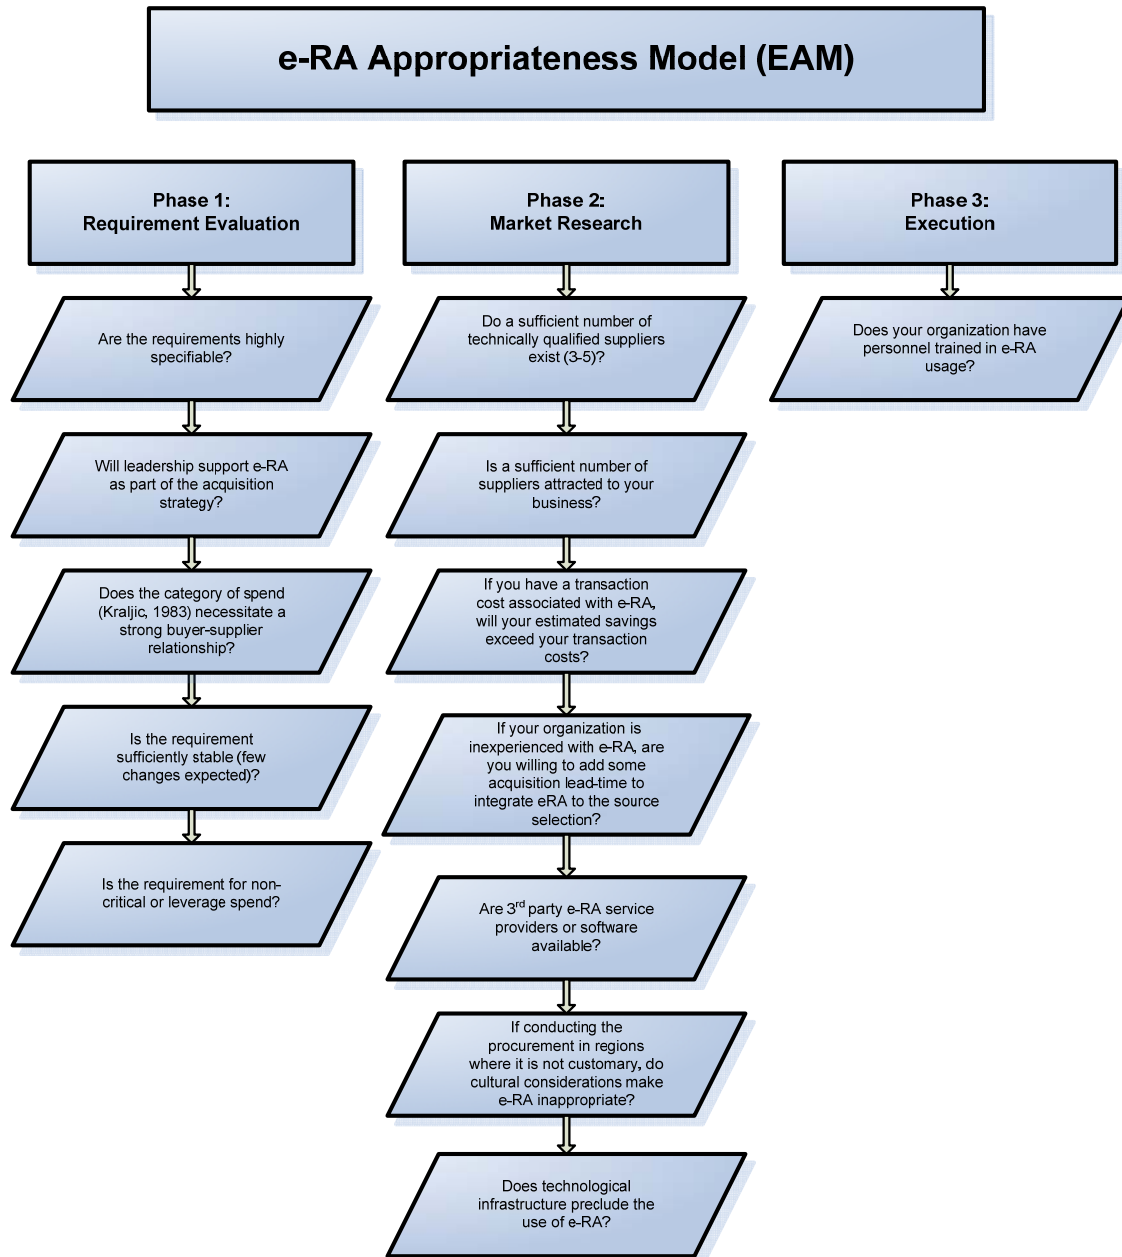 e-RA Appropriateness Model (EAM)
Phase 1:
Requirement Evaluation
Are the requirements highly
specifiable?
Will leadership support e-RA
as part of the acquisition
strategy?
Does the category of spend
(Kraljic, 1983) necessitate a
strong buyer-supplier
relationship?
Is the requirement
sufficiently stable (few
changes expected)?
Is the requirement for non-
critical or leverage spend?
Phase 2:
Market Research
Do a sufficient number of
technically qualified suppliers
exist (3-5)?
Is a sufficient number of
suppliers attracted to your
business?
If you have a transaction
cost associated with e-RA,
will your estimated savings
exceed your transaction
costs?
If your organization is
inexperienced with e-RA, are
you willing to add some
acquisition lead-time to
integrate eRA to the source
selection?
Are 3rd party e-RA service
providers or software
available?
If conducting the
procurement in regions
where it is not customary, do
cultural considerations make
e-RA inappropriate?
Does technological
infrastructure preclude the
use of e-RA?
Phase 3:
Execution
Does your organization have
personnel trained in e-RA
usage?